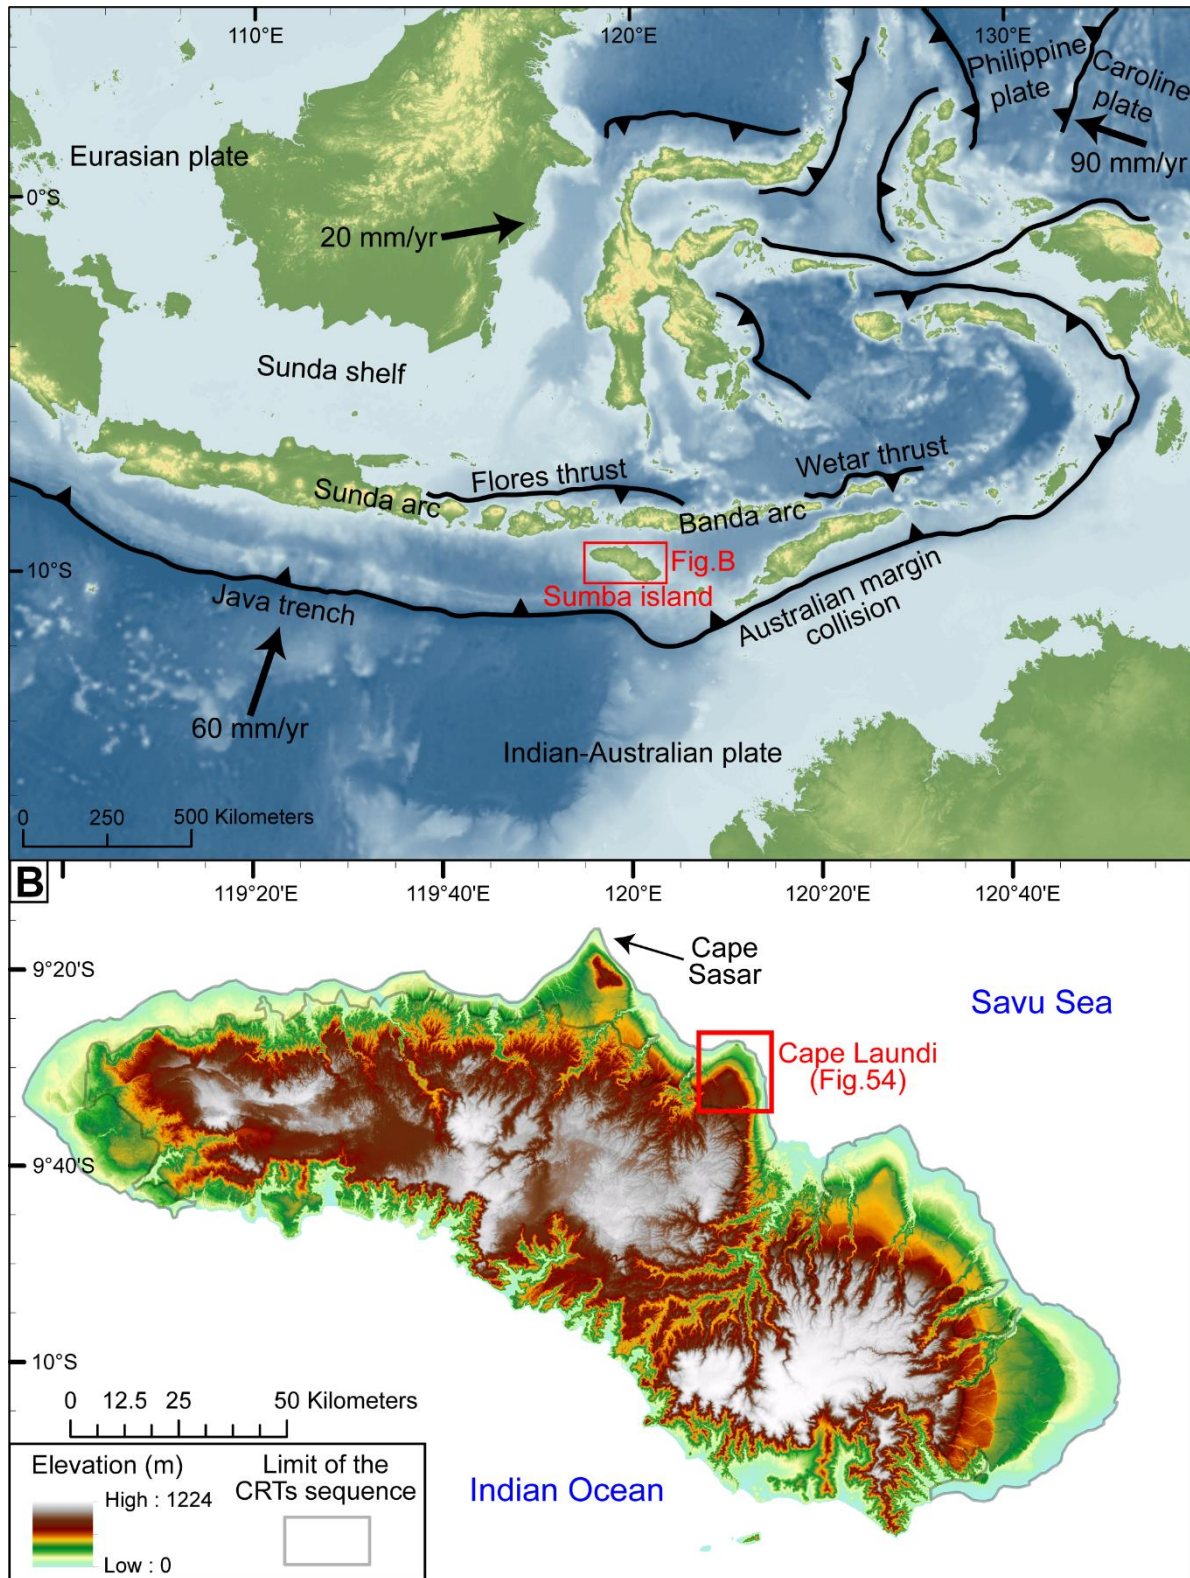 110°E
120°E
130°E
Philippine
plate
Caroline
plate
Eurasian plate
90 mm/yr
0°S
20 mm/yr
Sunda shelf
Flores thrust
Wetar thrust
Sunda arc
Banda arc
Fig.B
10°S
Sumba island
Java trench
Australian margin
collision
60 mm/yr
Indian-Australian plate
0 250 500 Kilometers
B
119°20'E
119°40'E
120°E
120°20'E
120°40'E
Cape
Sasar
9°20'S
Savu Sea
Cape Laundi
(Fig.54)
9°40'S
10°S
0 12.5 25 50 Kilometers
Elevation (m)
High : 1224
Low : 0
Limit of the
CRTs sequence
Indian Ocean